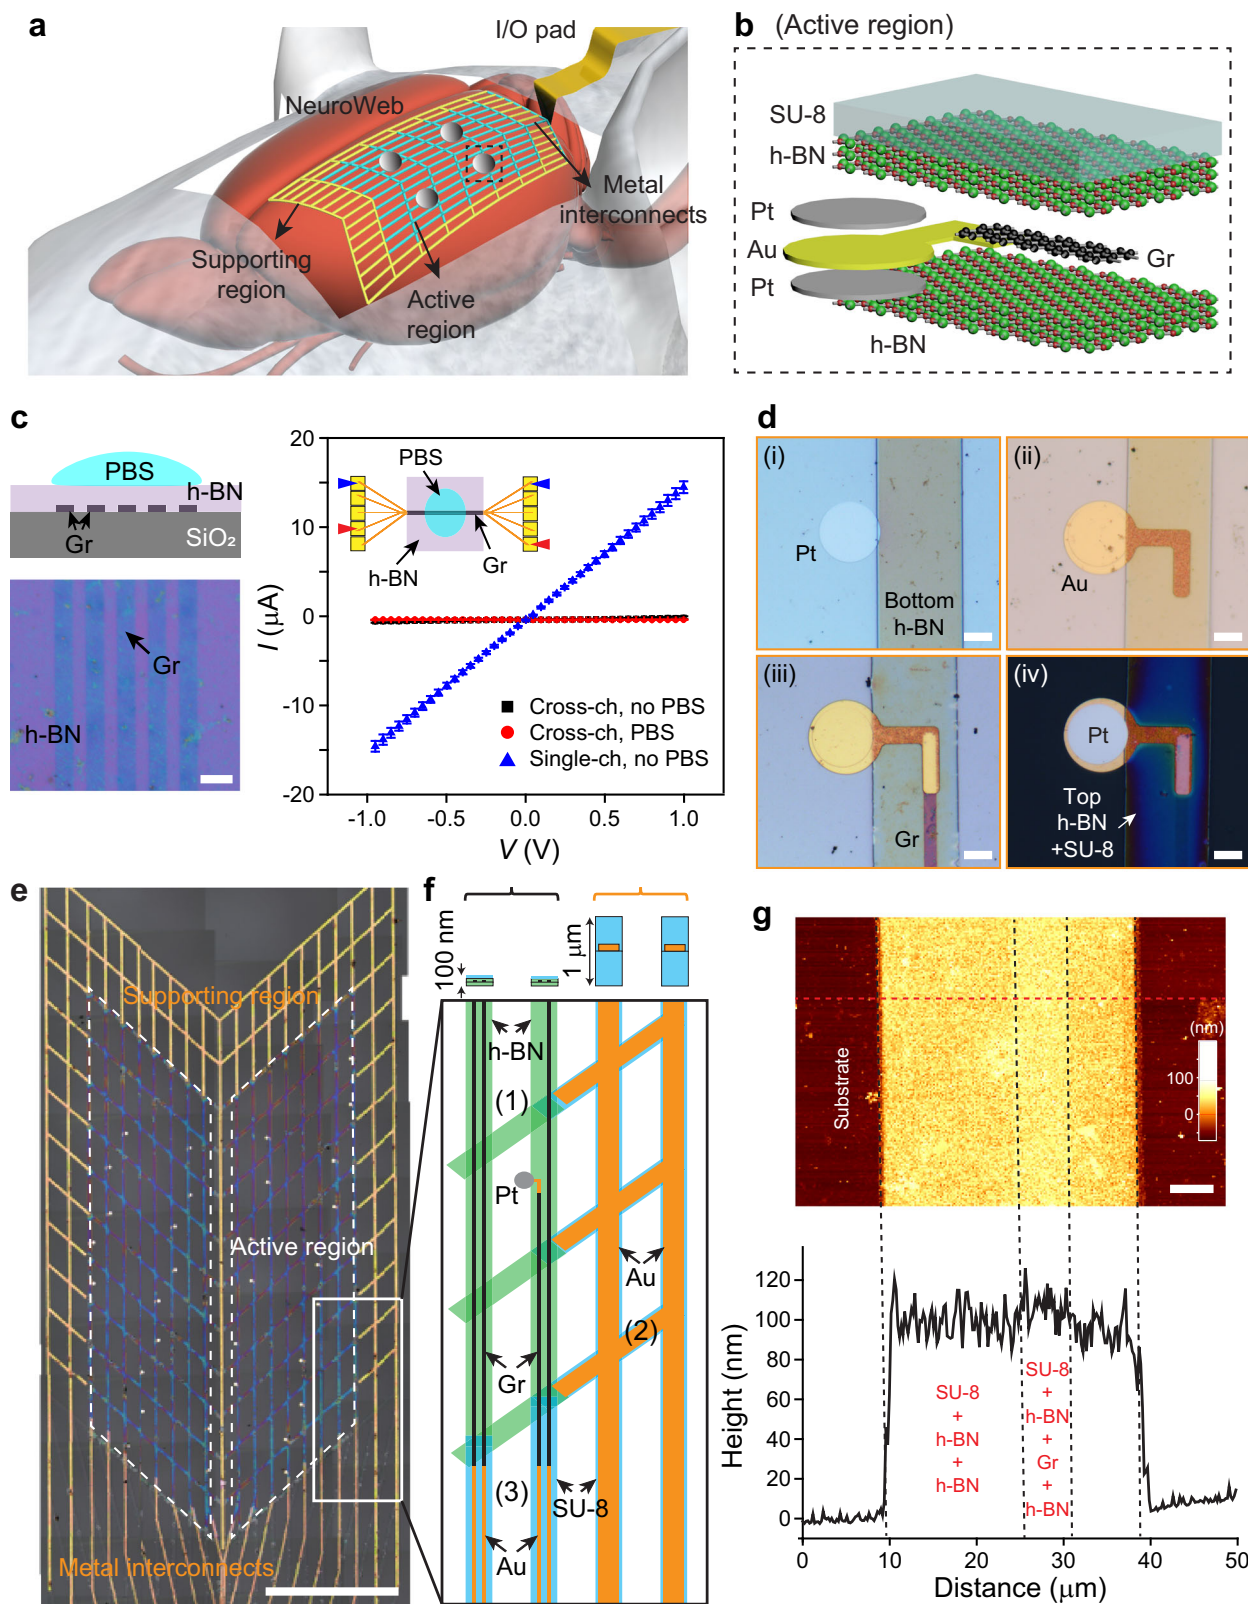 a
I/O pad
NeuroWeb
Metal
interconnects
Supporting
region
Active
region
b (Active region)
SU-8
h-BN
Pt
Au
Gr
Pt
h-BN
c
PBS
h-BN
Gr
SiO₂
Gr
h-BN
20
10
0
-10
-20
I (μA)
PBS
h-BN
Gr
Cross-ch, no PBS
Cross-ch, PBS
Single-ch, no PBS
-1.0 -0.5 0.0 0.5 1.0
V (V)
d
(i)
Pt
Bottom
h-BN
(ii)
Au
(iii)
Gr
(iv)
Pt
Top
h-BN
+SU-8
e
Supporting region
Active region
Metal interconnects
f
100 nm
1 μm
h-BN
(1)
Pt
Au
(2)
Gr
(3)
SU-8
Au
g
Substrate
(nm)
100
0
120
100
80
60
40
20
0
Height (nm)
SU-8
+
h-BN
+
h-BN
SU-8
+
h-BN
+
Gr
+
h-BN
0 10 20 30 40 50
Distance (μm)